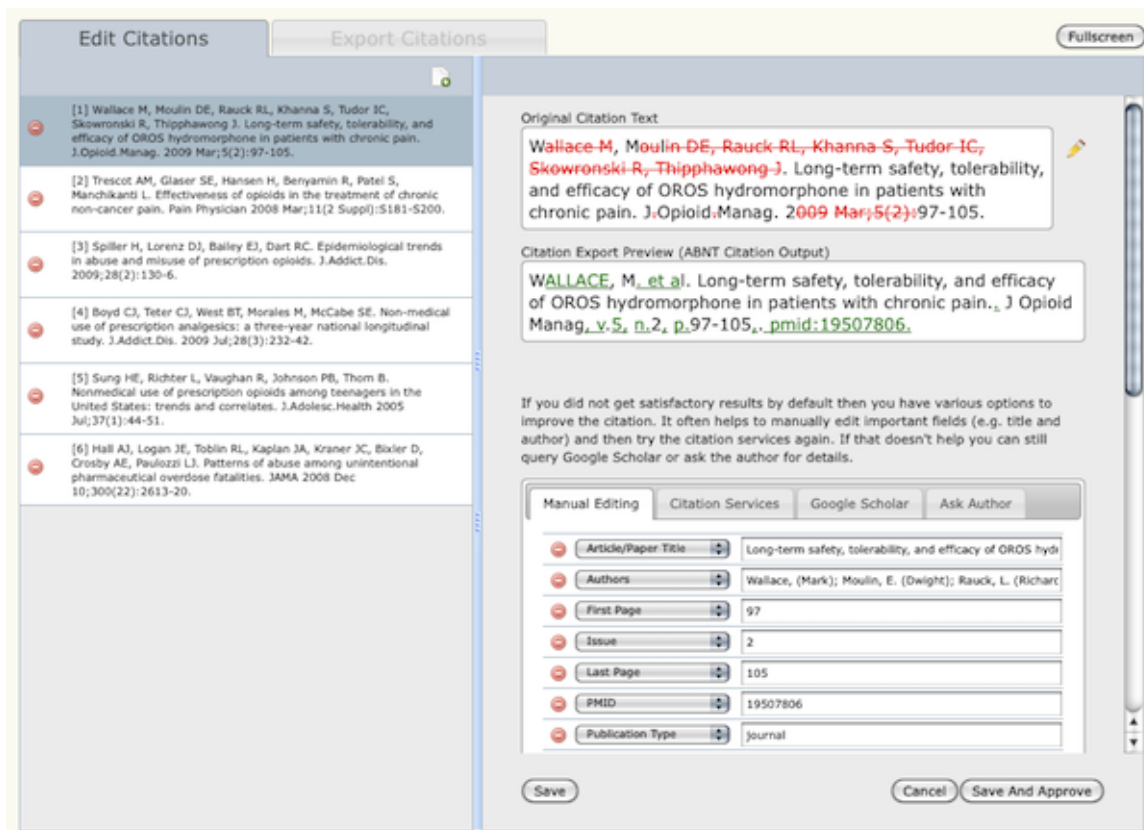 Edit Citations
Export Citations
Fullscreen
[1] Wallace M, Moulin DE, Rauck RL, Khanna S, Tudor IC,
Skowronski R, Thipphawong J. Long-term safety, tolerability, and
efficacy of OROS hydromorphone in patients with chronic pain.
J.Opioid.Manag. 2009 Mar;5(2):97-105.
[2] Trescot AM, Glaser SE, Hansen H, Benyamin R, Patel S,
Manchikanti L. Effectiveness of opioids in the treatment of chronic
non-cancer pain. Pain Physician 2008 Mar;11(2 Suppl):S181-S200.
[3] Spiller H, Lorenz DJ, Bailey EJ, Dart RC. Epidemiological trends
in abuse and misuse of prescription opioids. J.Addict.Dis.
2009;28(2):130-6.
[4] Boyd CJ, Teter CJ, West BT, Morales M, McCabe SE. Non-medical
use of prescription analgesics: a three-year national longitudinal
study. J.Addict.Dis. 2009 Jul;28(3):232-42.
[5] Sung HE, Richter L, Vaughan R, Johnson PB, Thom B.
Nonmedical use of prescription opioids among teenagers in the
United States: trends and correlates. J.Adolesc.Health 2005
Jul;37(1):44-51.
[6] Hall AJ, Logan JE, Toblin RL, Kaplan JA, Kraner JC, Bixler D,
Crosby AE, Paulozzi LJ. Patterns of abuse among unintentional
pharmaceutical overdose fatalities. JAMA 2008 Dec
10;300(22):2613-20.
Original Citation Text
Wallace M, Moulin DE, Rauck RL, Khanna S, Tudor IC,
Skowronski R, Thipphawong J. Long-term safety, tolerability,
and efficacy of OROS hydromorphone in patients with
chronic pain. J.Opioid.Manag. 2009 Mar;5(2):97-105.
Citation Export Preview (ABNT Citation Output)
WALLACE, M. et al. Long-term safety, tolerability, and efficacy
of OROS hydromorphone in patients with chronic pain., J Opioid
Manag, v.5, n.2, p.97-105,. pmid:19507806.
If you did not get satisfactory results by default then you have various options to
improve the citation. It often helps to manually edit important fields (e.g. title and
author) and then try the citation services again. If that doesn't help you can still
query Google Scholar or ask the author for details.
Manual Editing
Citation Services
Google Scholar
Ask Author
Article/Paper Title
Long-term safety, tolerability, and efficacy of OROS hyd
Authors
Wallace, (Mark); Moulin, E. (Dwight); Rauck, L. (Richarc
First Page
97
Issue
2
Last Page
105
PMID
19507806
Publication Type
journal
Save
Cancel
Save And Approve